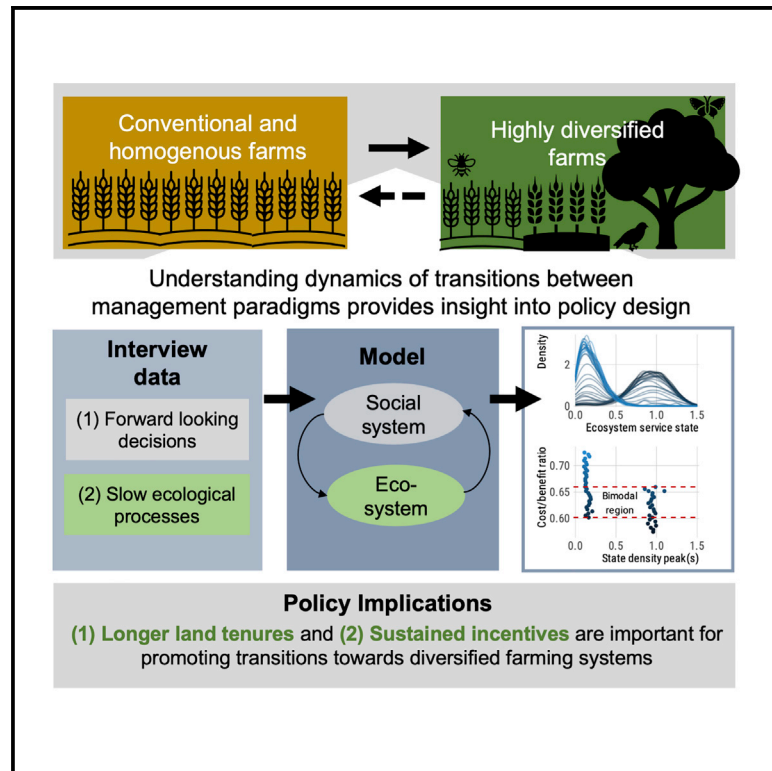 Conventional and
homogenous farms
Highly diversified
farms
Understanding dynamics of transitions between
management paradigms provides insight into policy design
Interview
data
(1) Forward looking
decisions
(2) Slow ecological
processes
Model
Social
system
Eco-
system
Density
2
0
0.0 0.5 1.0 1.5
Ecosystem service state
Cost/benefit ratio
0.70
0.65
0.60
Bimodal
region
0.0 0.5 1.0 1.5
State density peak(s)
Policy Implications
(1) Longer land tenures and (2) Sustained incentives are important for
promoting transitions towards diversified farming systems